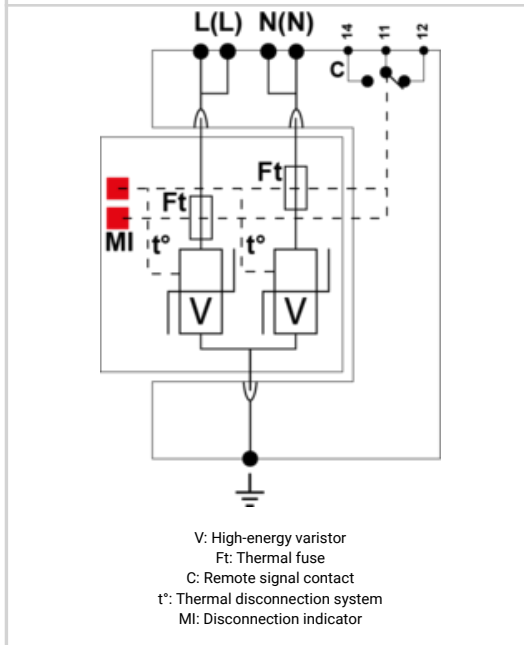 L(L) N(N) 14 11 12
C
Ft
Ft
MI t° t°
V V
V: High-energy varistor
Ft: Thermal fuse
C: Remote signal contact
t°: Thermal disconnection system
MI: Disconnection indicator